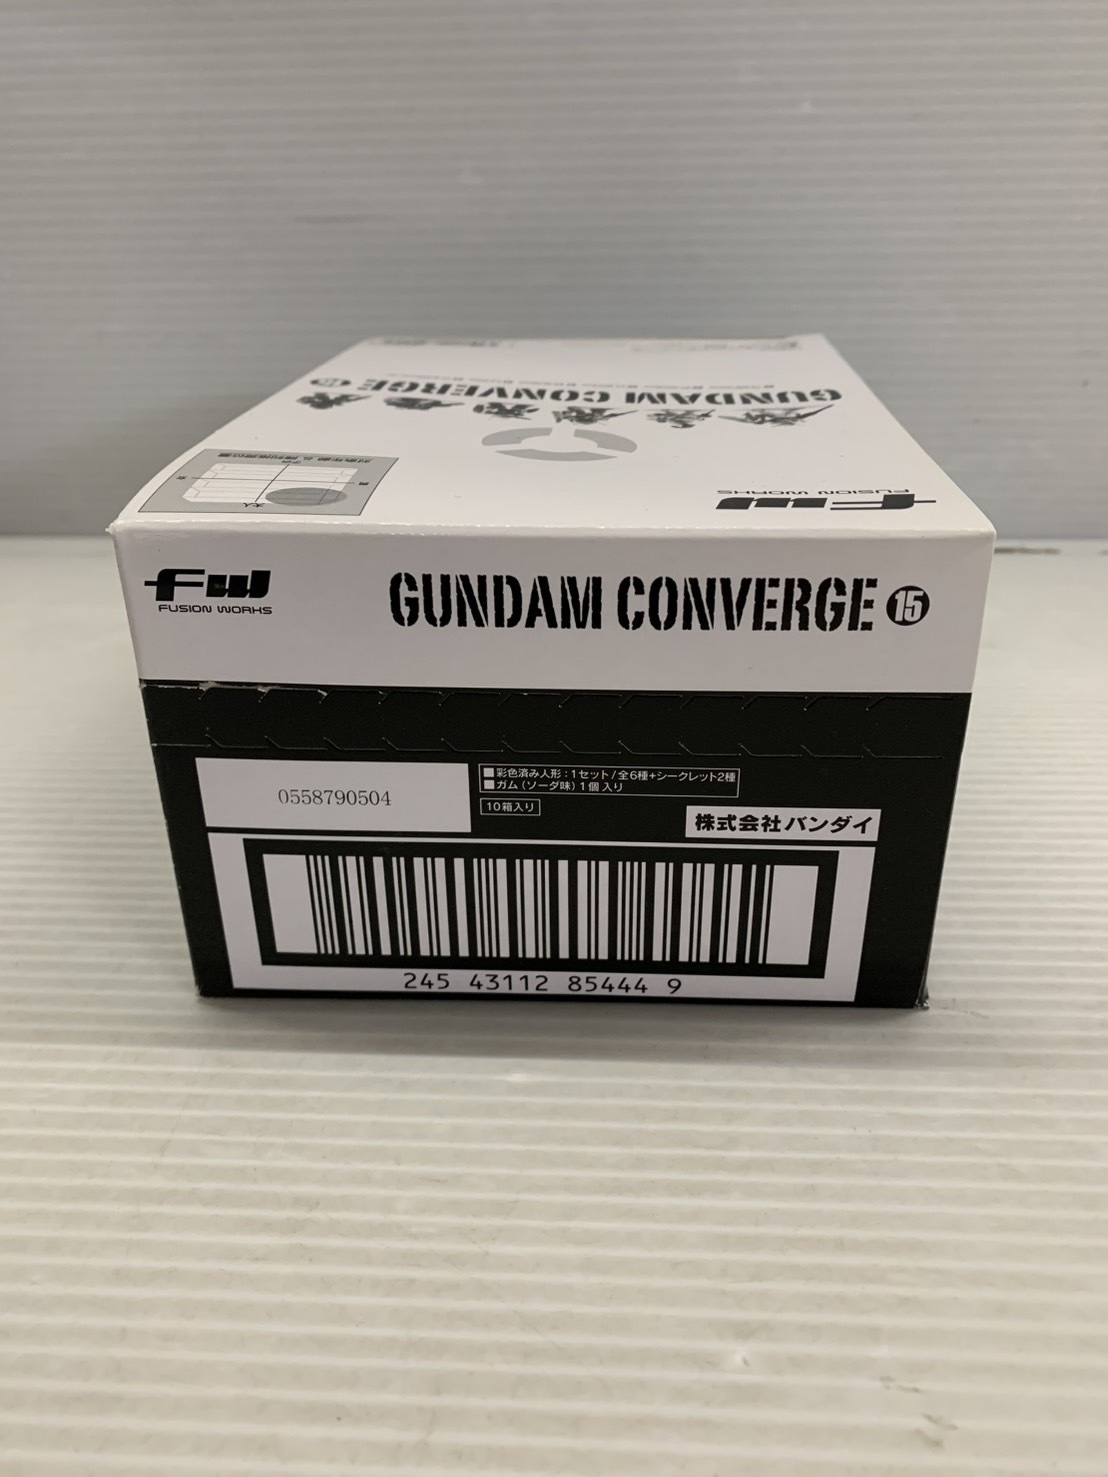 GUNDAM CONVERGE 15
FUSION WORKS
fw
大人
fw
FUSION WORKS
GUNDAM CONVERGE 15
0558790504
■彩色済み人形：1セット/全6種+シークレット2種
■ガム（ソーダ味）1個入り
10箱入り
株式会社バンダイ
245 43112 85444 9